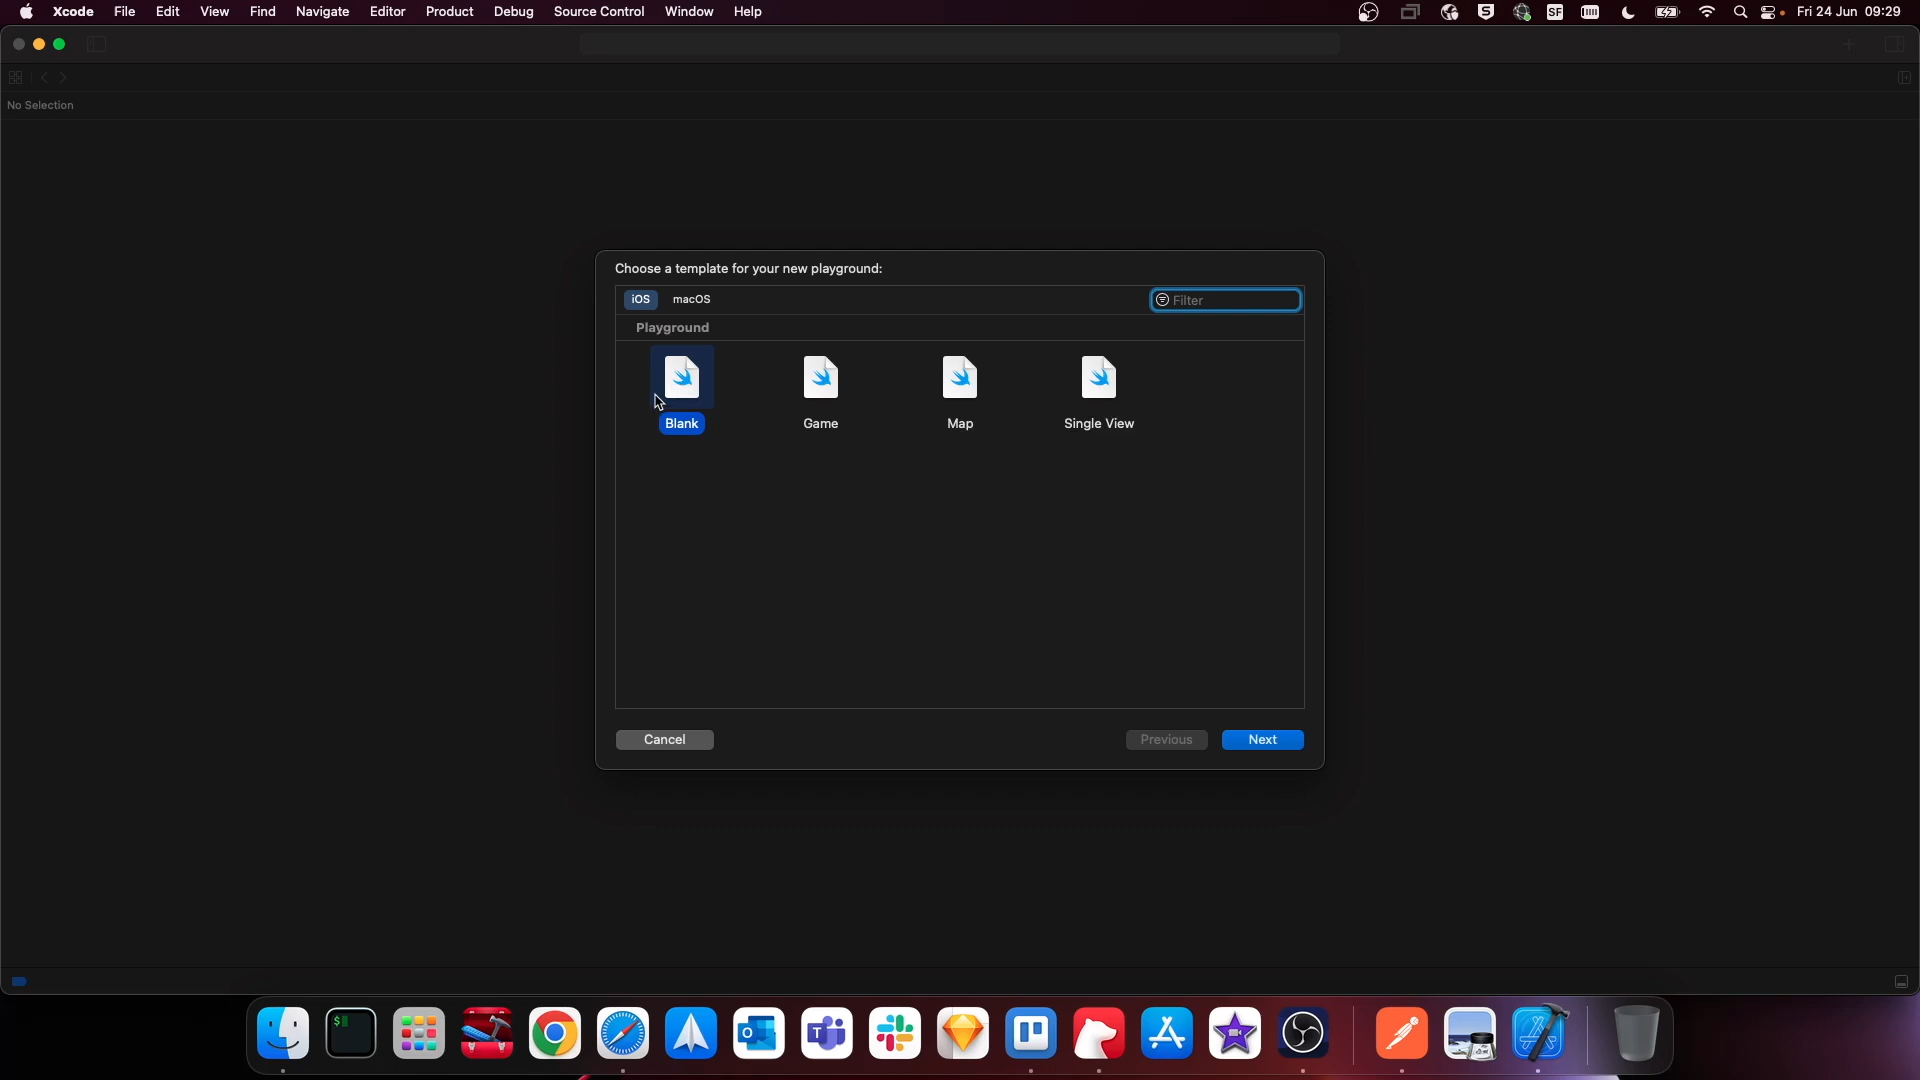 Xcode File Edit View Find Navigate Editor Product Debug Source Control Window Help SF Fri 24 Jun 09:29
No Selection
Choose a template for your new playground:
iOS macOS Filter
Playground
Blank Game Map Single View
Cancel Previous Next